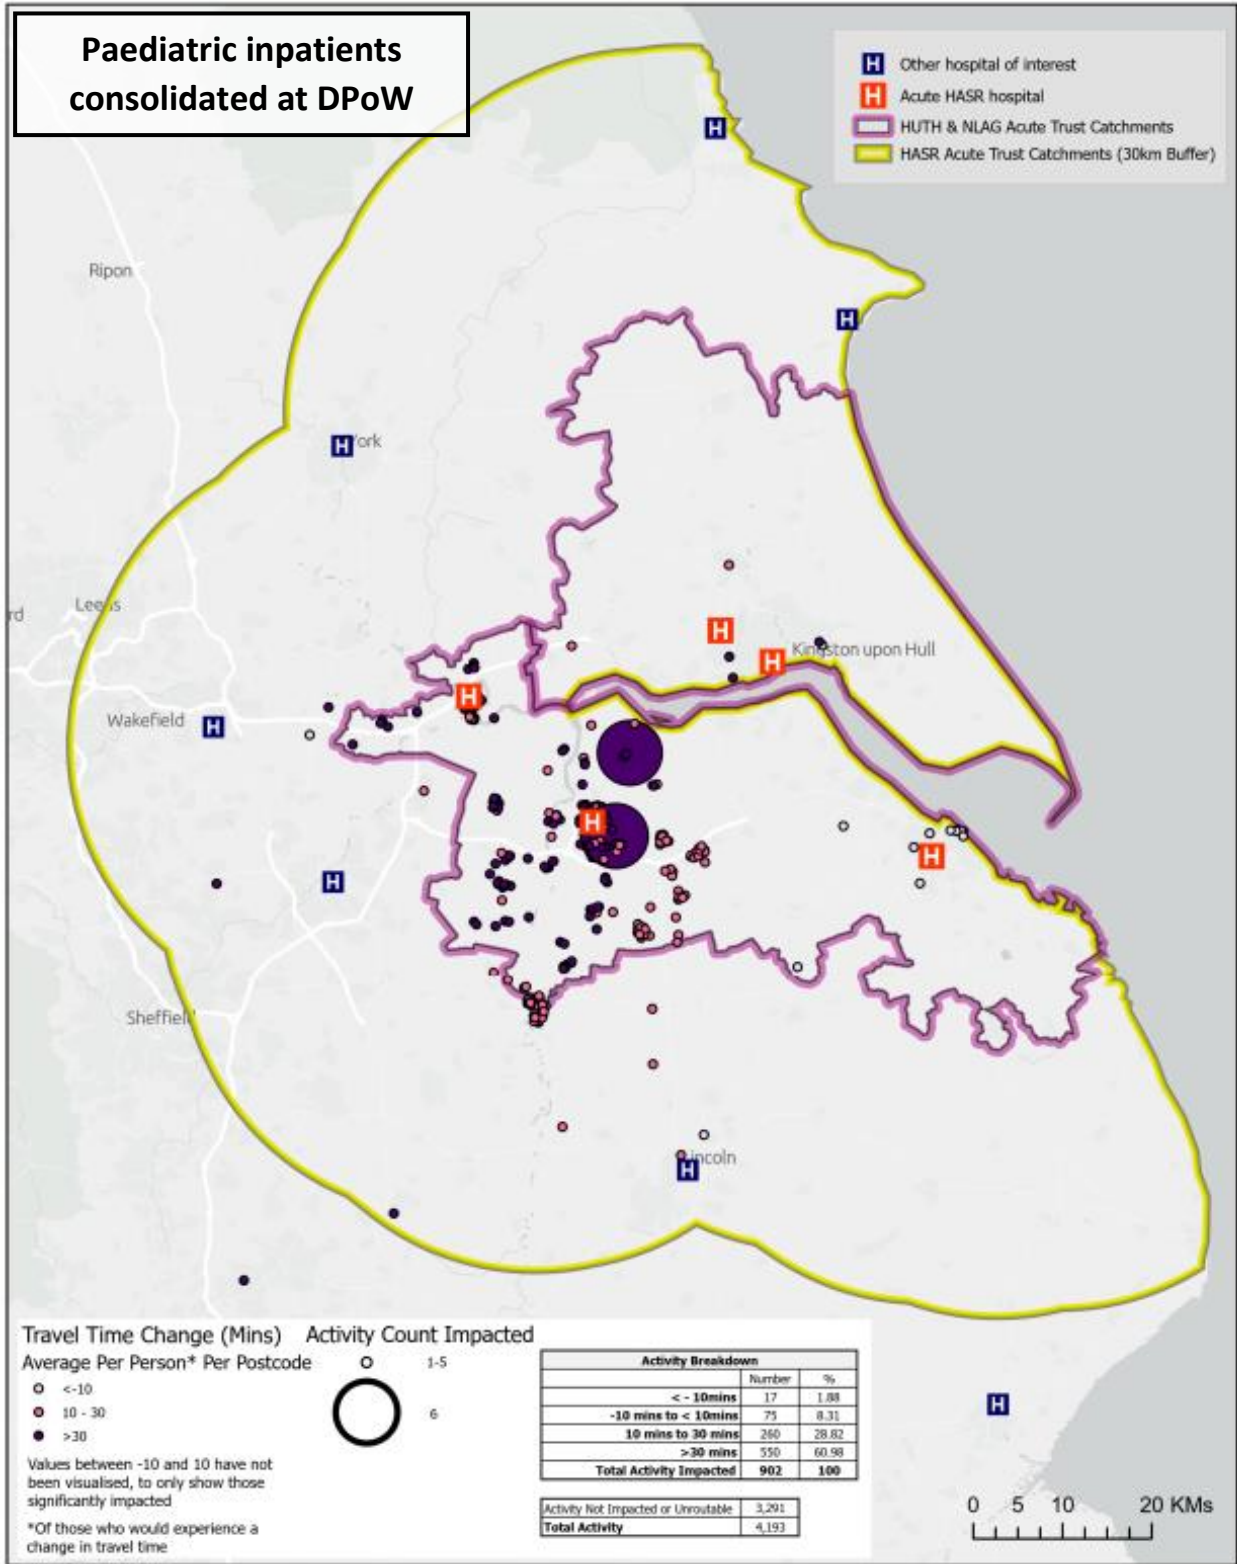 Paediatric inpatients
consolidated at DPoW
Other hospital of interest
Acute HASR hospital
HUTH & NLAG Acute Trust Catchments
HASR Acute Trust Catchments (30km Buffer)
H
H
Ripon
H ork
Leeds
rd
H
H Kingston upon Hull
H
Wakefield H
H
H
H
Sheffield
H incoln
H
Travel Time Change (Mins) Activity Count Impacted
Average Per Person* Per Postcode
<-10
10 - 30
>30
1-5
6
Values between -10 and 10 have not
been visualised, to only show those
significantly impacted
*Of those who would experience a
change in travel time
Activity Breakdown
Number %
< - 10mins 17 1.88
-10 mins to < 10mins 75 8.31
10 mins to 30 mins 260 28.82
>30 mins 550 60.98
Total Activity Impacted 902 100
Activity Not Impacted or Unroutable 3,291
Total Activity 4,193
0 5 10 20 KMs